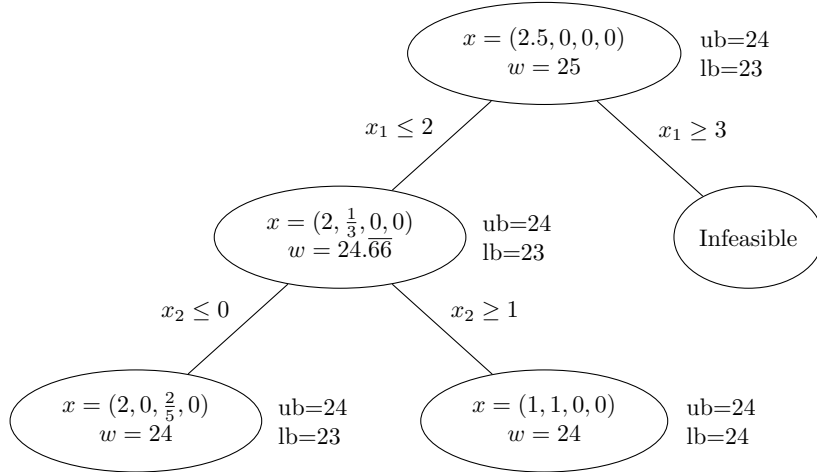 x = (2.5, 0, 0, 0)
w = 25
ub=24
lb=23
x₁ ≤ 2
x₁ ≥ 3
x = (2, 1/3, 0, 0)
w = 24.6̅6̅
ub=24
lb=23
Infeasible
x₂ ≤ 0
x₂ ≥ 1
x = (2, 0, 2/5, 0)
w = 24
ub=24
lb=23
x = (1, 1, 0, 0)
w = 24
ub=24
lb=24